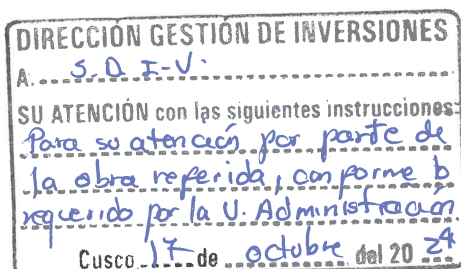 DIRECCIÓN GESTIÓN DE INVERSIONES
A. S. D I-V.
SU ATENCIÓN con las siguientes instrucciones:
Para su atención por parte de
la obra referida, conforme lo
requerido por la U. Administración
Cusco 17 de octubre del 2024